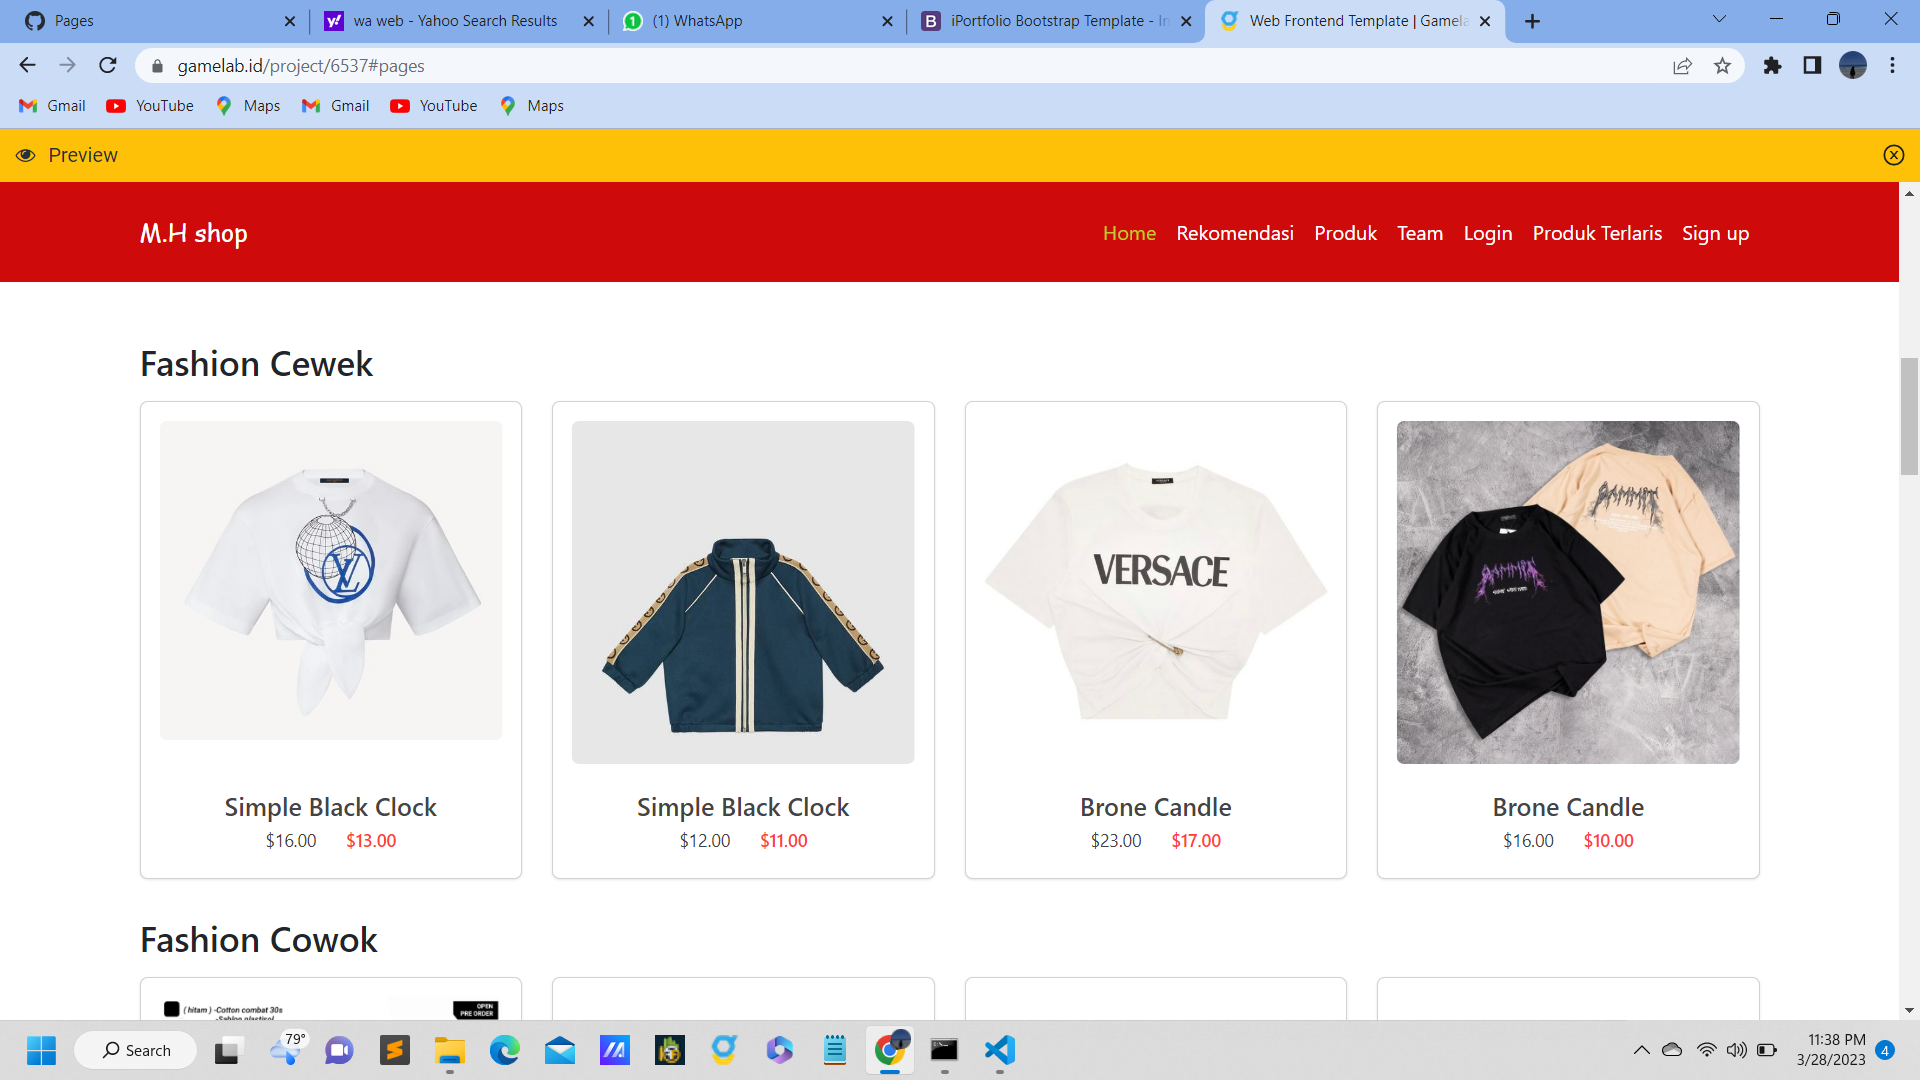 Pages
wa web - Yahoo Search Results
(1) WhatsApp
iPortfolio Bootstrap Template - In
Web Frontend Template | Gamela
gamelab.id/project/6537#pages
Gmail YouTube Maps Gmail YouTube Maps
Preview
M.H shop
Home Rekomendasi Produk Team Login Produk Terlaris Sign up
Fashion Cewek
VERSACE
Simple Black Clock
$16.00 $13.00
Simple Black Clock
$12.00 $11.00
Brone Candle
$23.00 $17.00
Brone Candle
$16.00 $10.00
Fashion Cowok
( hitam ) -Cotton combat 30s
OPEN
PRE ORDER
Search
79°
11:38 PM
3/28/2023
4